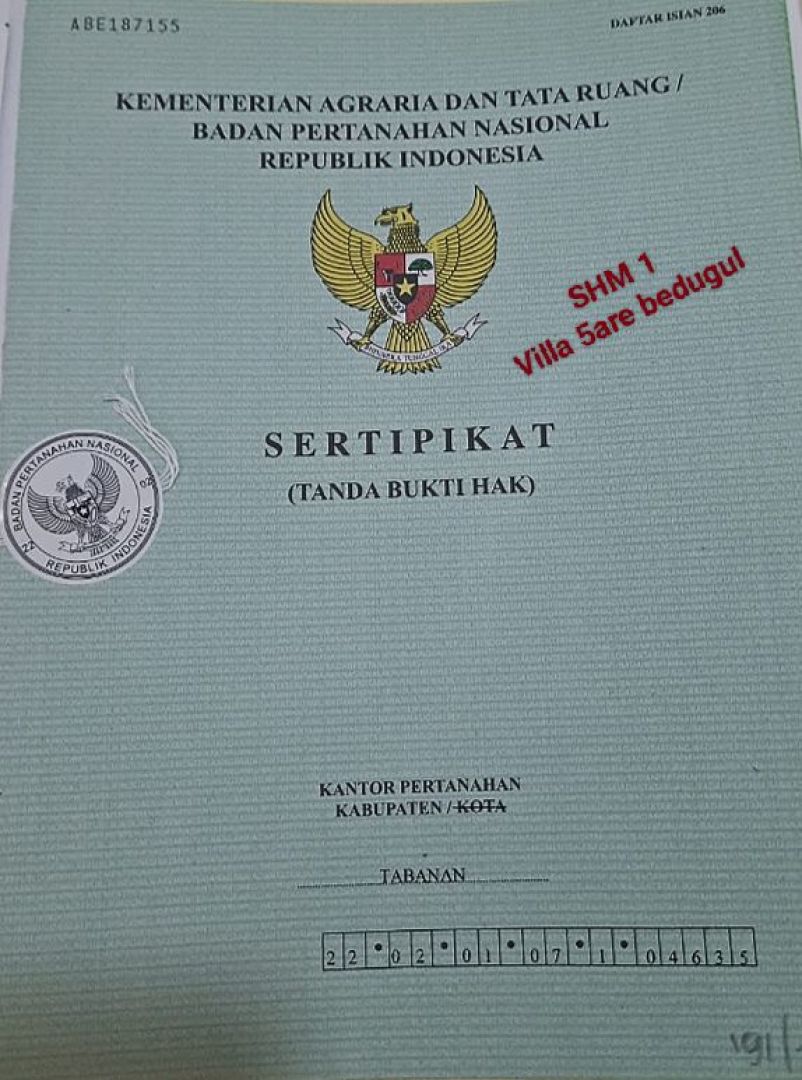 ABE187155
DAFTAR ISIAN 206
KEMENTERIAN AGRARIA DAN TATA RUANG /
BADAN PERTANAHAN NASIONAL
REPUBLIK INDONESIA
SHM 1
Villa 5are bedugul
BHINNEKA TUNGGAL IKA
SERTIPIKAT
(TANDA BUKTI HAK)
BADAN PERTANAHAN NASIONAL
22
REPUBLIK INDONESIA
KANTOR PERTANAHAN
KABUPATEN / KOTA
TABANAN
22•02•01•07•1•04635
191/